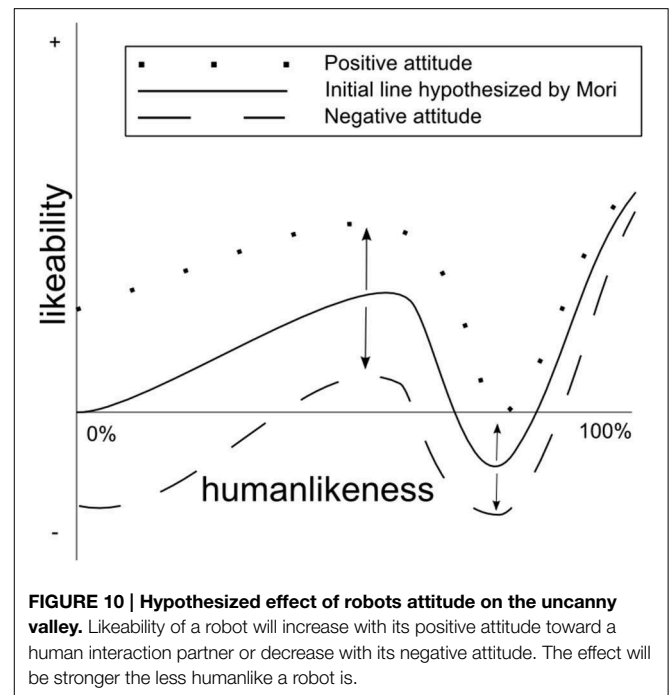 +
Positive attitude
Initial line hypothesized by Mori
Negative attitude
likeability
0%
100%
humanlikeness
-
FIGURE 10 | Hypothesized effect of robots attitude on the uncanny
valley. Likeability of a robot will increase with its positive attitude toward a
human interaction partner or decrease with its negative attitude. The effect will
be stronger the less humanlike a robot is.